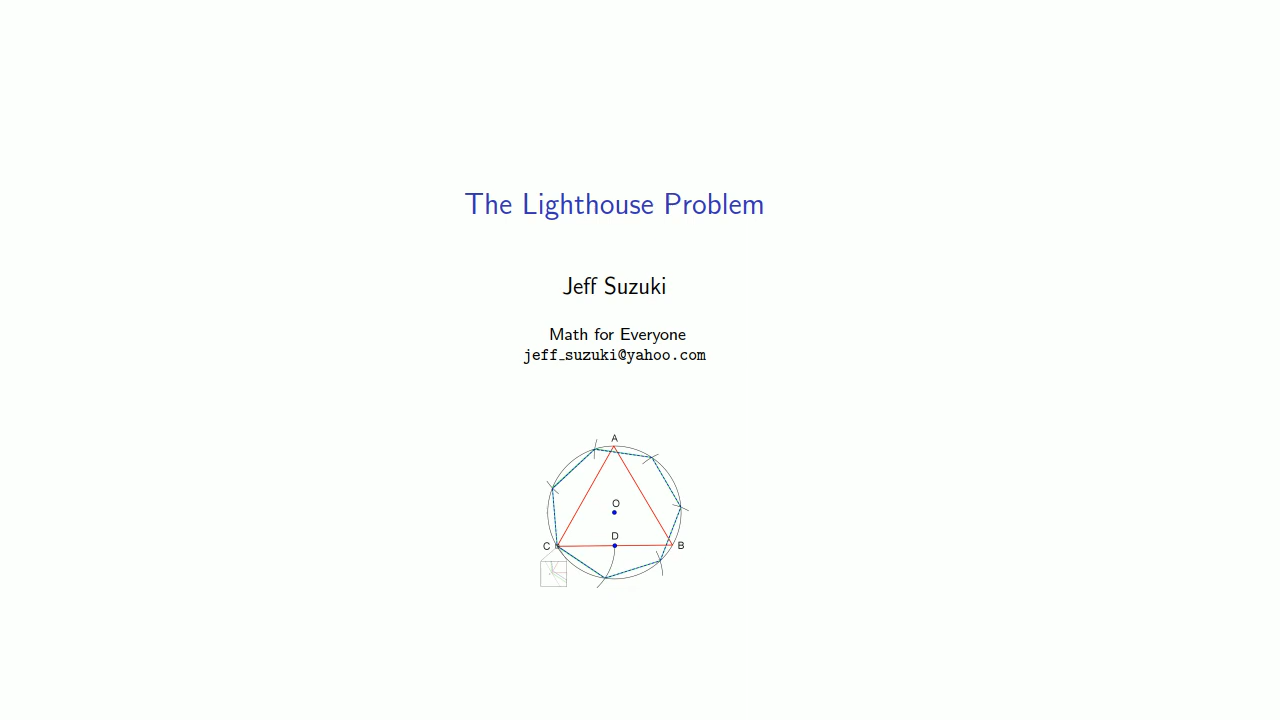 The Lighthouse Problem
Jeff Suzuki
Math for Everyone
jeff_suzuki@yahoo.com
A
O
D
C
B